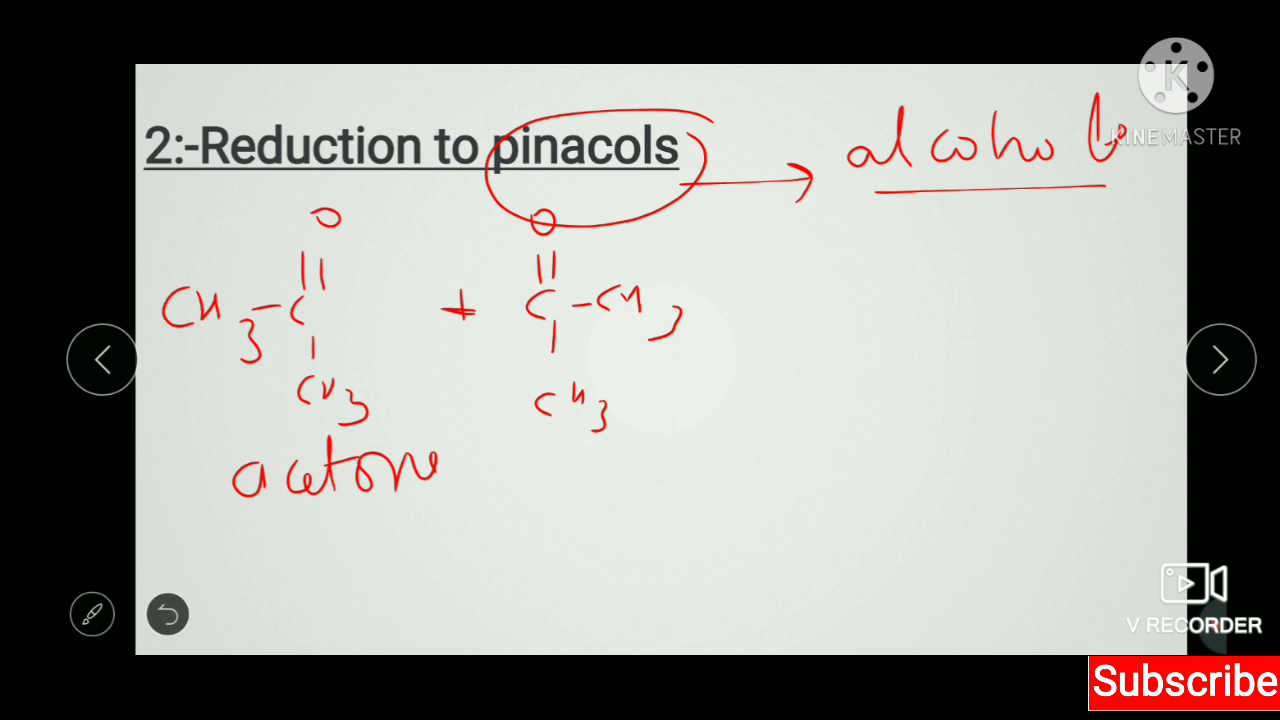 2:-Reduction to pinacols
alcohol
KINEMASTER
O O
|| ||
CH3-C + C-CH3
| |
CH3 CH3
acetone
V RECORDER
Subscribe